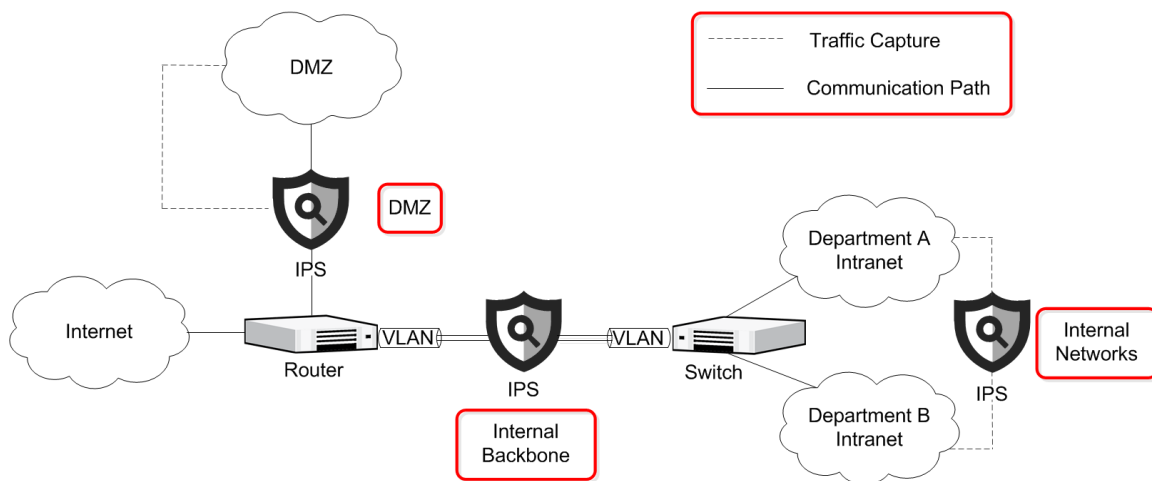 DMZ
Traffic Capture
Communication Path
DMZ
IPS
Department A
Intranet
Internet
VLAN
VLAN
Internal
Networks
Router
Switch
IPS
IPS
Internal
Backbone
Department B
Intranet